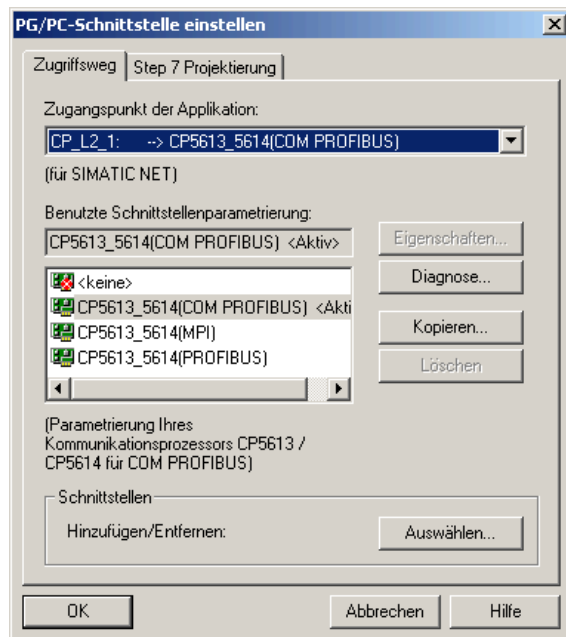 PG/PC-Schnittstelle einstellen
Zugriffsweg
Step 7 Projektierung
Zugangspunkt der Applikation:
CP_L2_1: --> CP5613_5614(COM PROFIBUS)
(für SIMATIC NET)
Benutzte Schnittstellenparametrierung:
CP5613_5614(COM PROFIBUS) <Aktiv>
Eigenschaften...
<keine>
CP5613_5614(COM PROFIBUS) <Akti
CP5613_5614(MPI)
CP5613_5614(PROFIBUS)
Diagnose...
Kopieren...
Löschen
(Parametrierung Ihres
Kommunikationsprozessors CP5613 /
CP5614 für COM PROFIBUS)
Schnittstellen
Hinzufügen/Entfernen:
Auswählen...
OK
Abbrechen
Hilfe